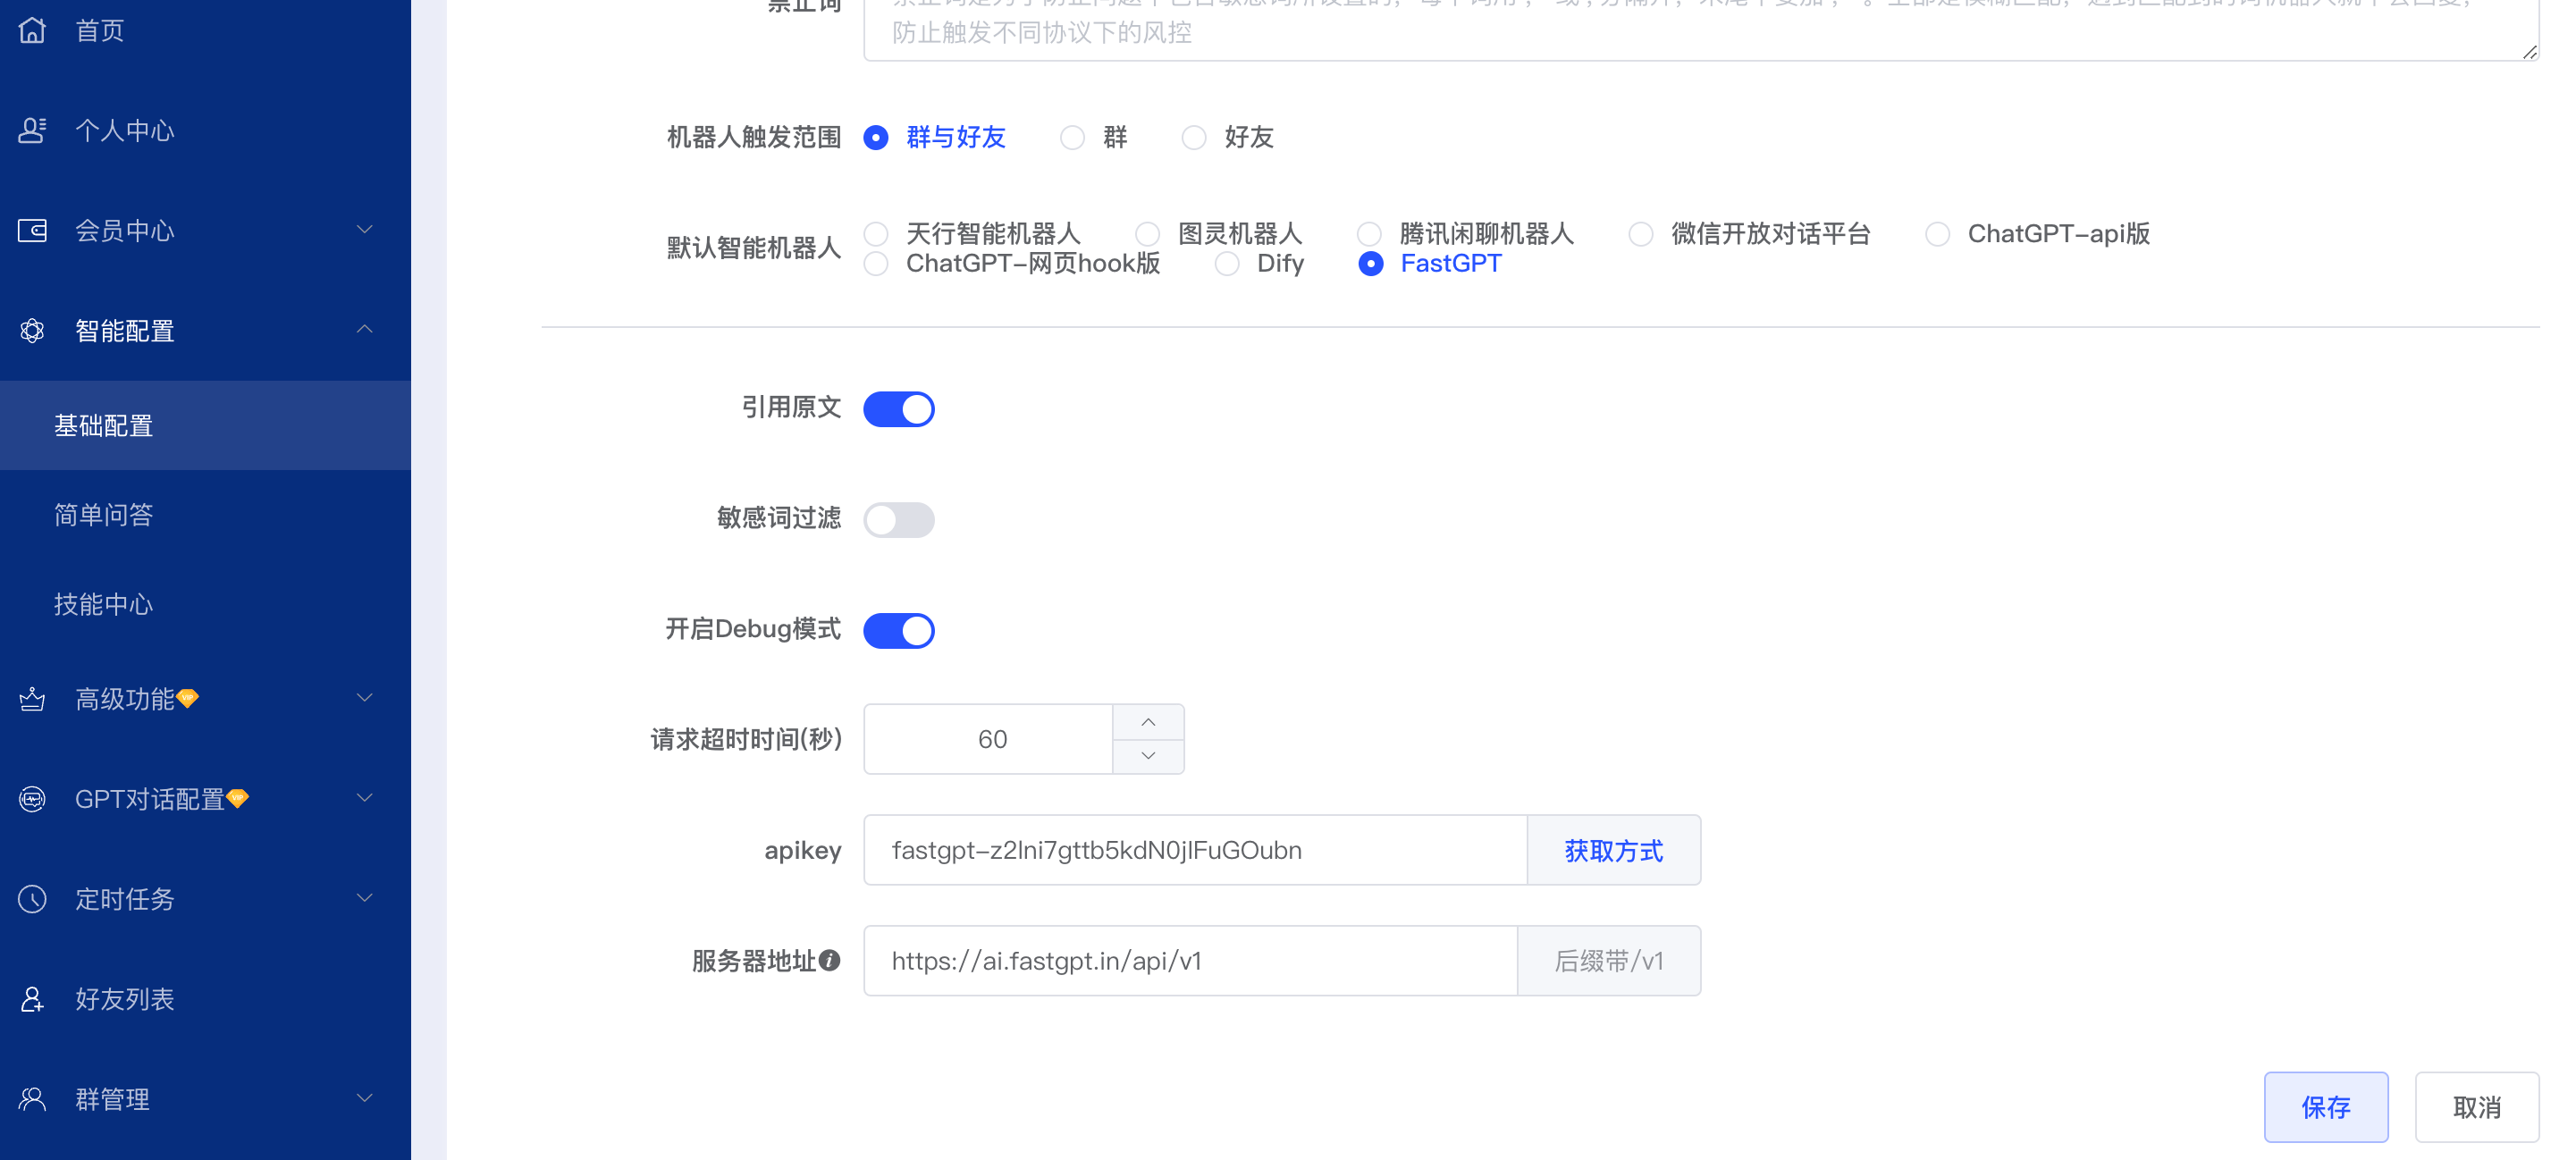 首页
个人中心
会员中心
智能配置
基础配置
简单问答
技能中心
高级功能
GPT对话配置
定时任务
好友列表
群管理
防止触发不同协议下的风控
机器人触发范围 群与好友 群 好友
默认智能机器人 天行智能机器人 图灵机器人 腾讯闲聊机器人 微信开放对话平台 ChatGPT-api版
ChatGPT-网页hook版 Dify FastGPT
引用原文
敏感词过滤
开启Debug模式
请求超时时间(秒) 60
apikey fastgpt-z2lni7gttb5kdN0jlFuGOubn 获取方式
服务器地址 https://ai.fastgpt.in/api/v1 后缀带/v1
保存 取消